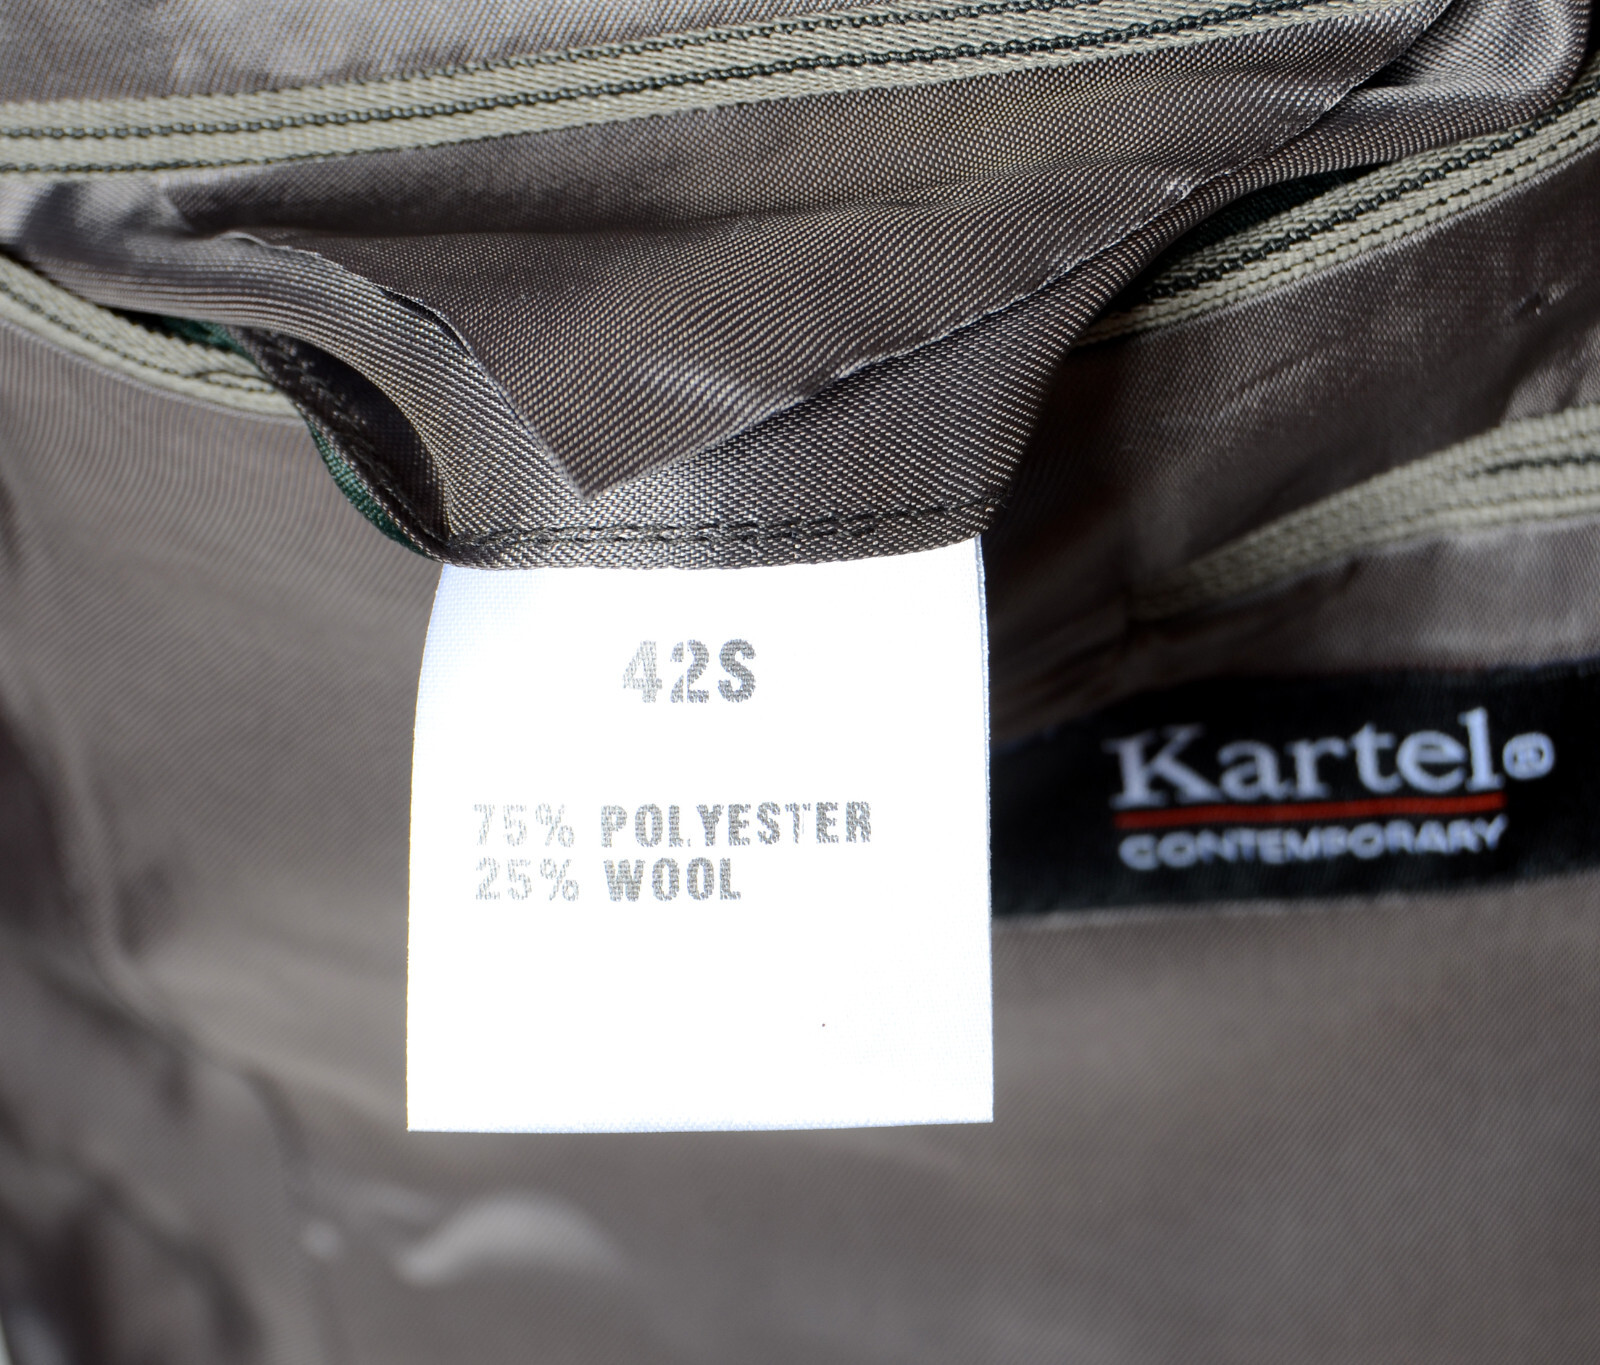 42S
75% POLYESTER
25% WOOL
Kartel®
CONTEMPORARY